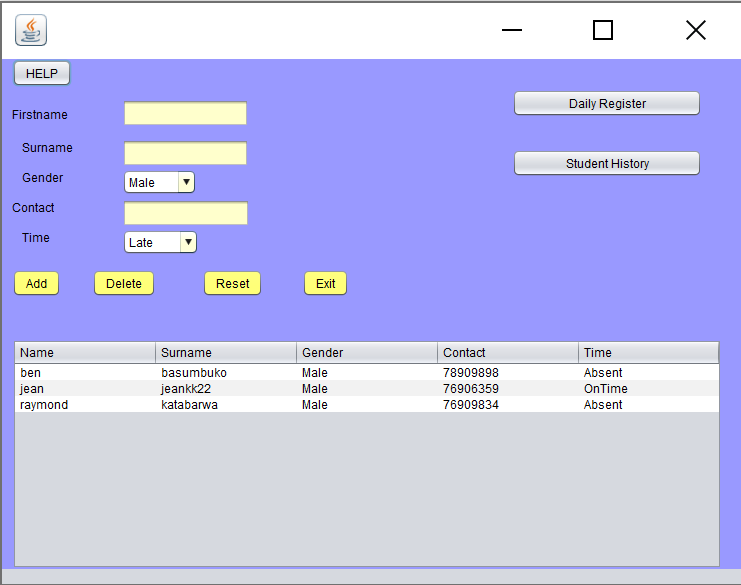 HELP
Firstname
Daily Register
Surname
Student History
Gender Male
Contact
Time Late
Add Delete Reset Exit
Name Surname Gender Contact Time
ben basumbuko Male 78909898 Absent
jean jeankk22 Male 76906359 OnTime
raymond katabarwa Male 76909834 Absent